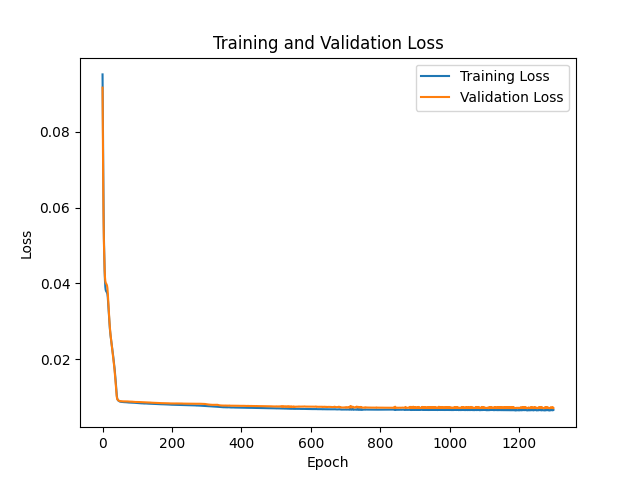 Training and Validation Loss
Training Loss
Validation Loss
Loss
0.08
0.06
0.04
0.02
0 200 400 600 800 1000 1200
Epoch